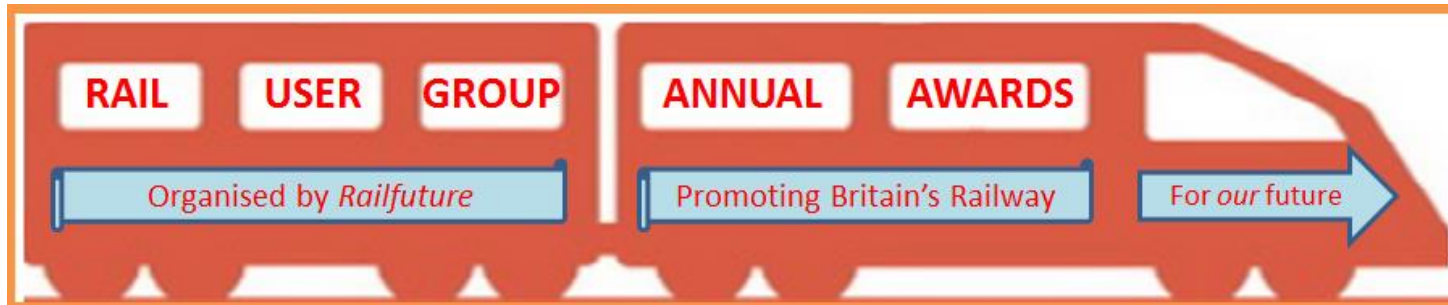 RAIL USER GROUP ANNUAL AWARDS
Organised by Railfuture Promoting Britain's Railway For our future